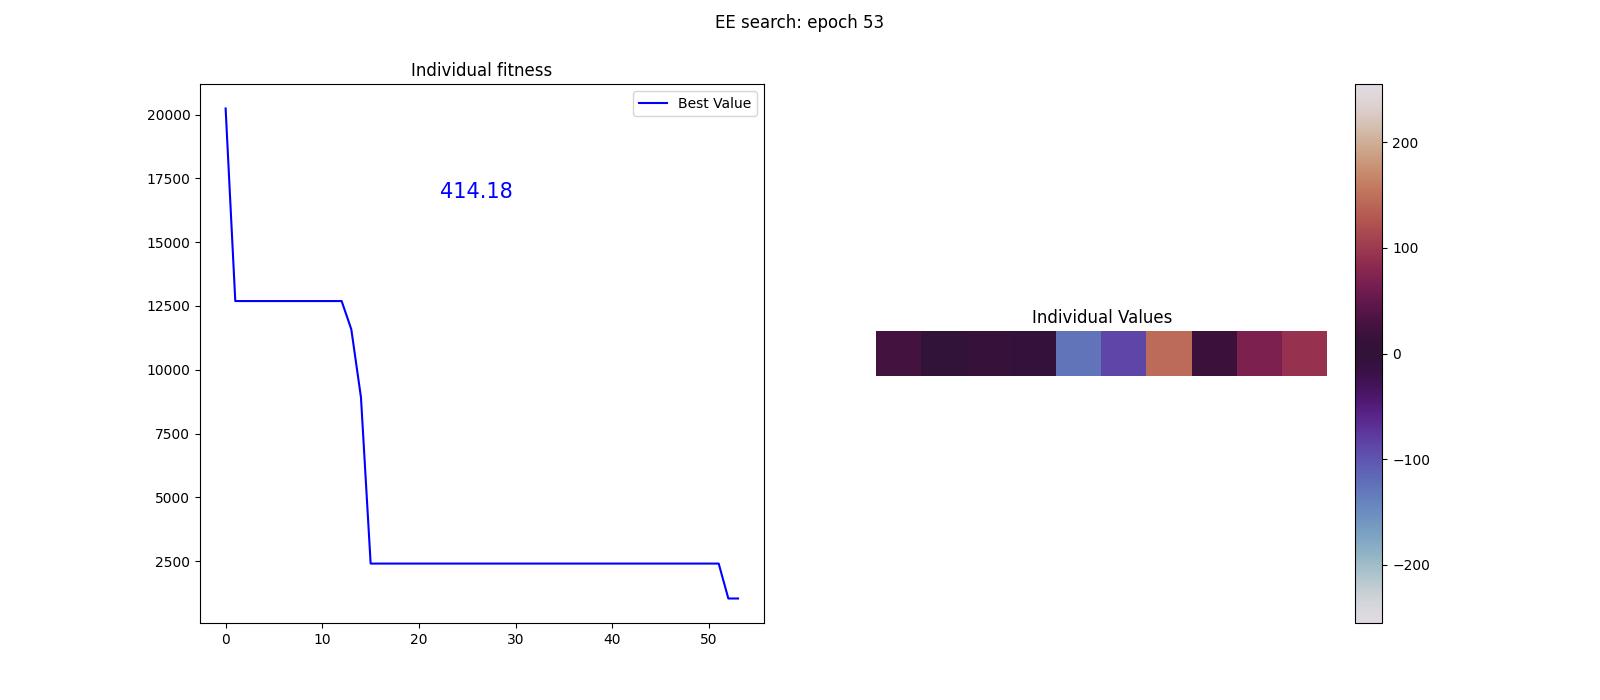 EE search: epoch 53
Individual fitness
Best Value
414.18
20000
17500
15000
12500
10000
7500
5000
2500
0 10 20 30 40 50
Individual Values
200
100
0
−100
−200